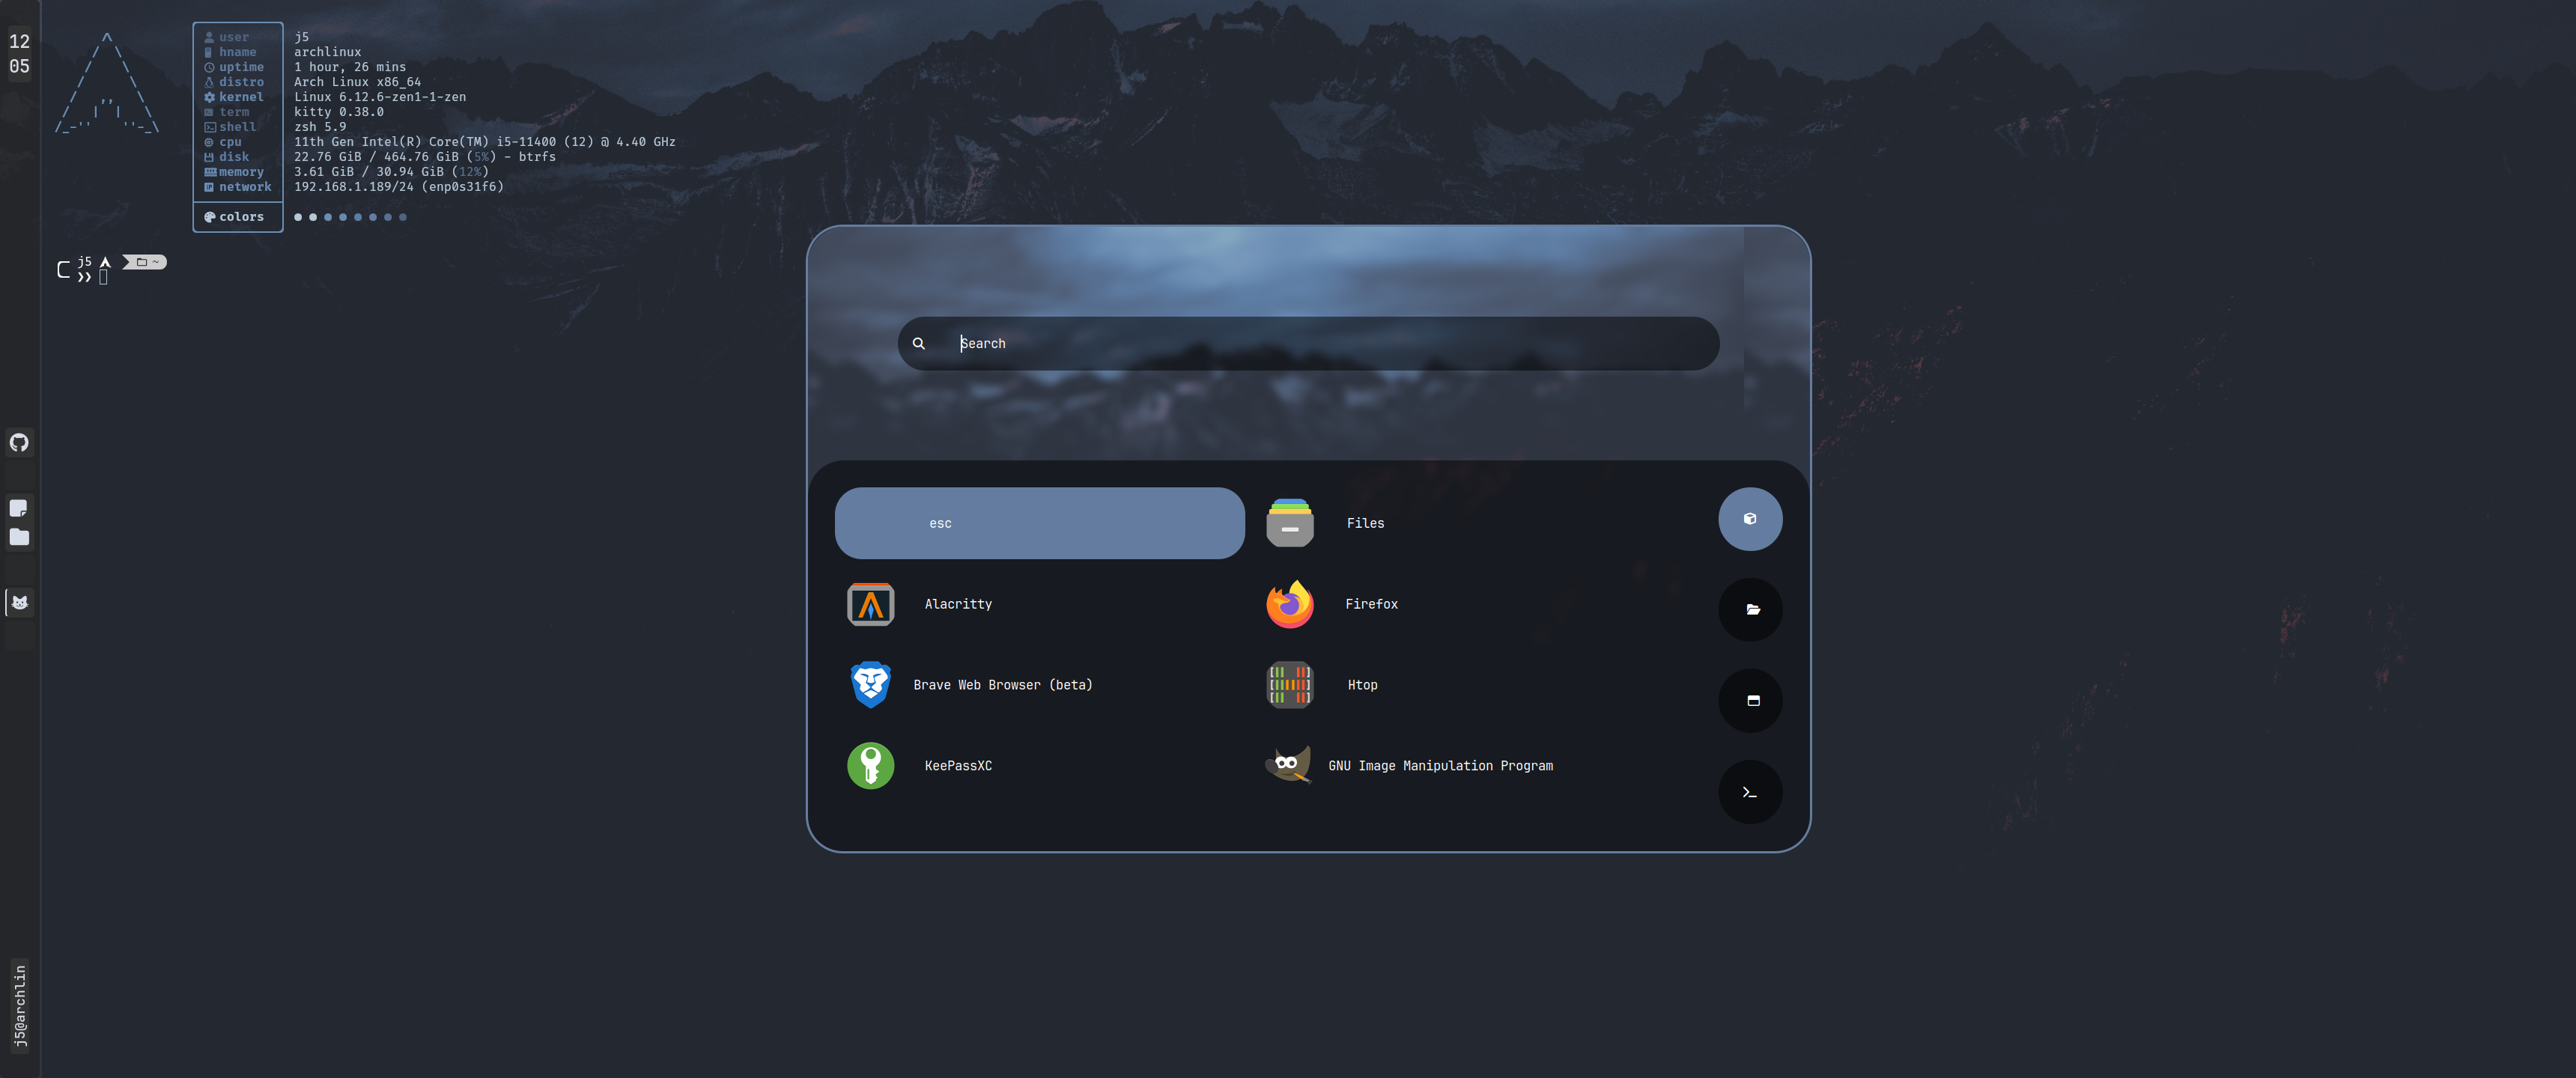 12
05
user j5
hname archlinux
uptime 1 hour, 26 mins
distro Arch Linux x86_64
kernel Linux 6.12.6-zen1-1-zen
term kitty 0.38.0
shell zsh 5.9
cpu 11th Gen Intel(R) Core(TM) i5-11400 (12) @ 4.40 GHz
disk 22.76 GiB / 464.76 GiB (5%) - btrfs
memory 3.61 GiB / 30.94 GiB (12%)
network 192.168.1.189/24 (enp0s31f6)
colors
j5 ~
❯❯
Search
esc
Files
Alacritty
Firefox
Brave Web Browser (beta)
Htop
KeePassXC
GNU Image Manipulation Program
j5@archlin